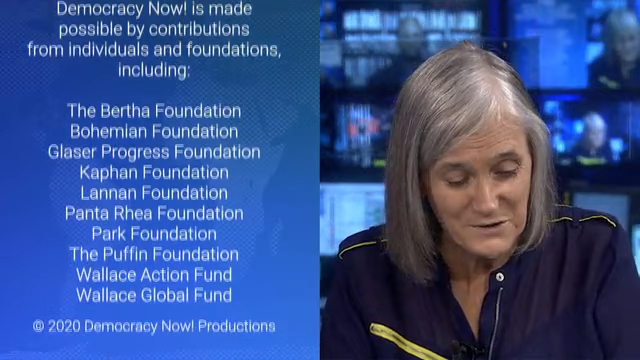 Democracy Now! is made
possible by contributions
from individuals and foundations,
including:
The Bertha Foundation
Bohemian Foundation
Glaser Progress Foundation
Kaphan Foundation
Lannan Foundation
Panta Rhea Foundation
Park Foundation
The Puffin Foundation
Wallace Action Fund
Wallace Global Fund
© 2020 Democracy Now! Productions